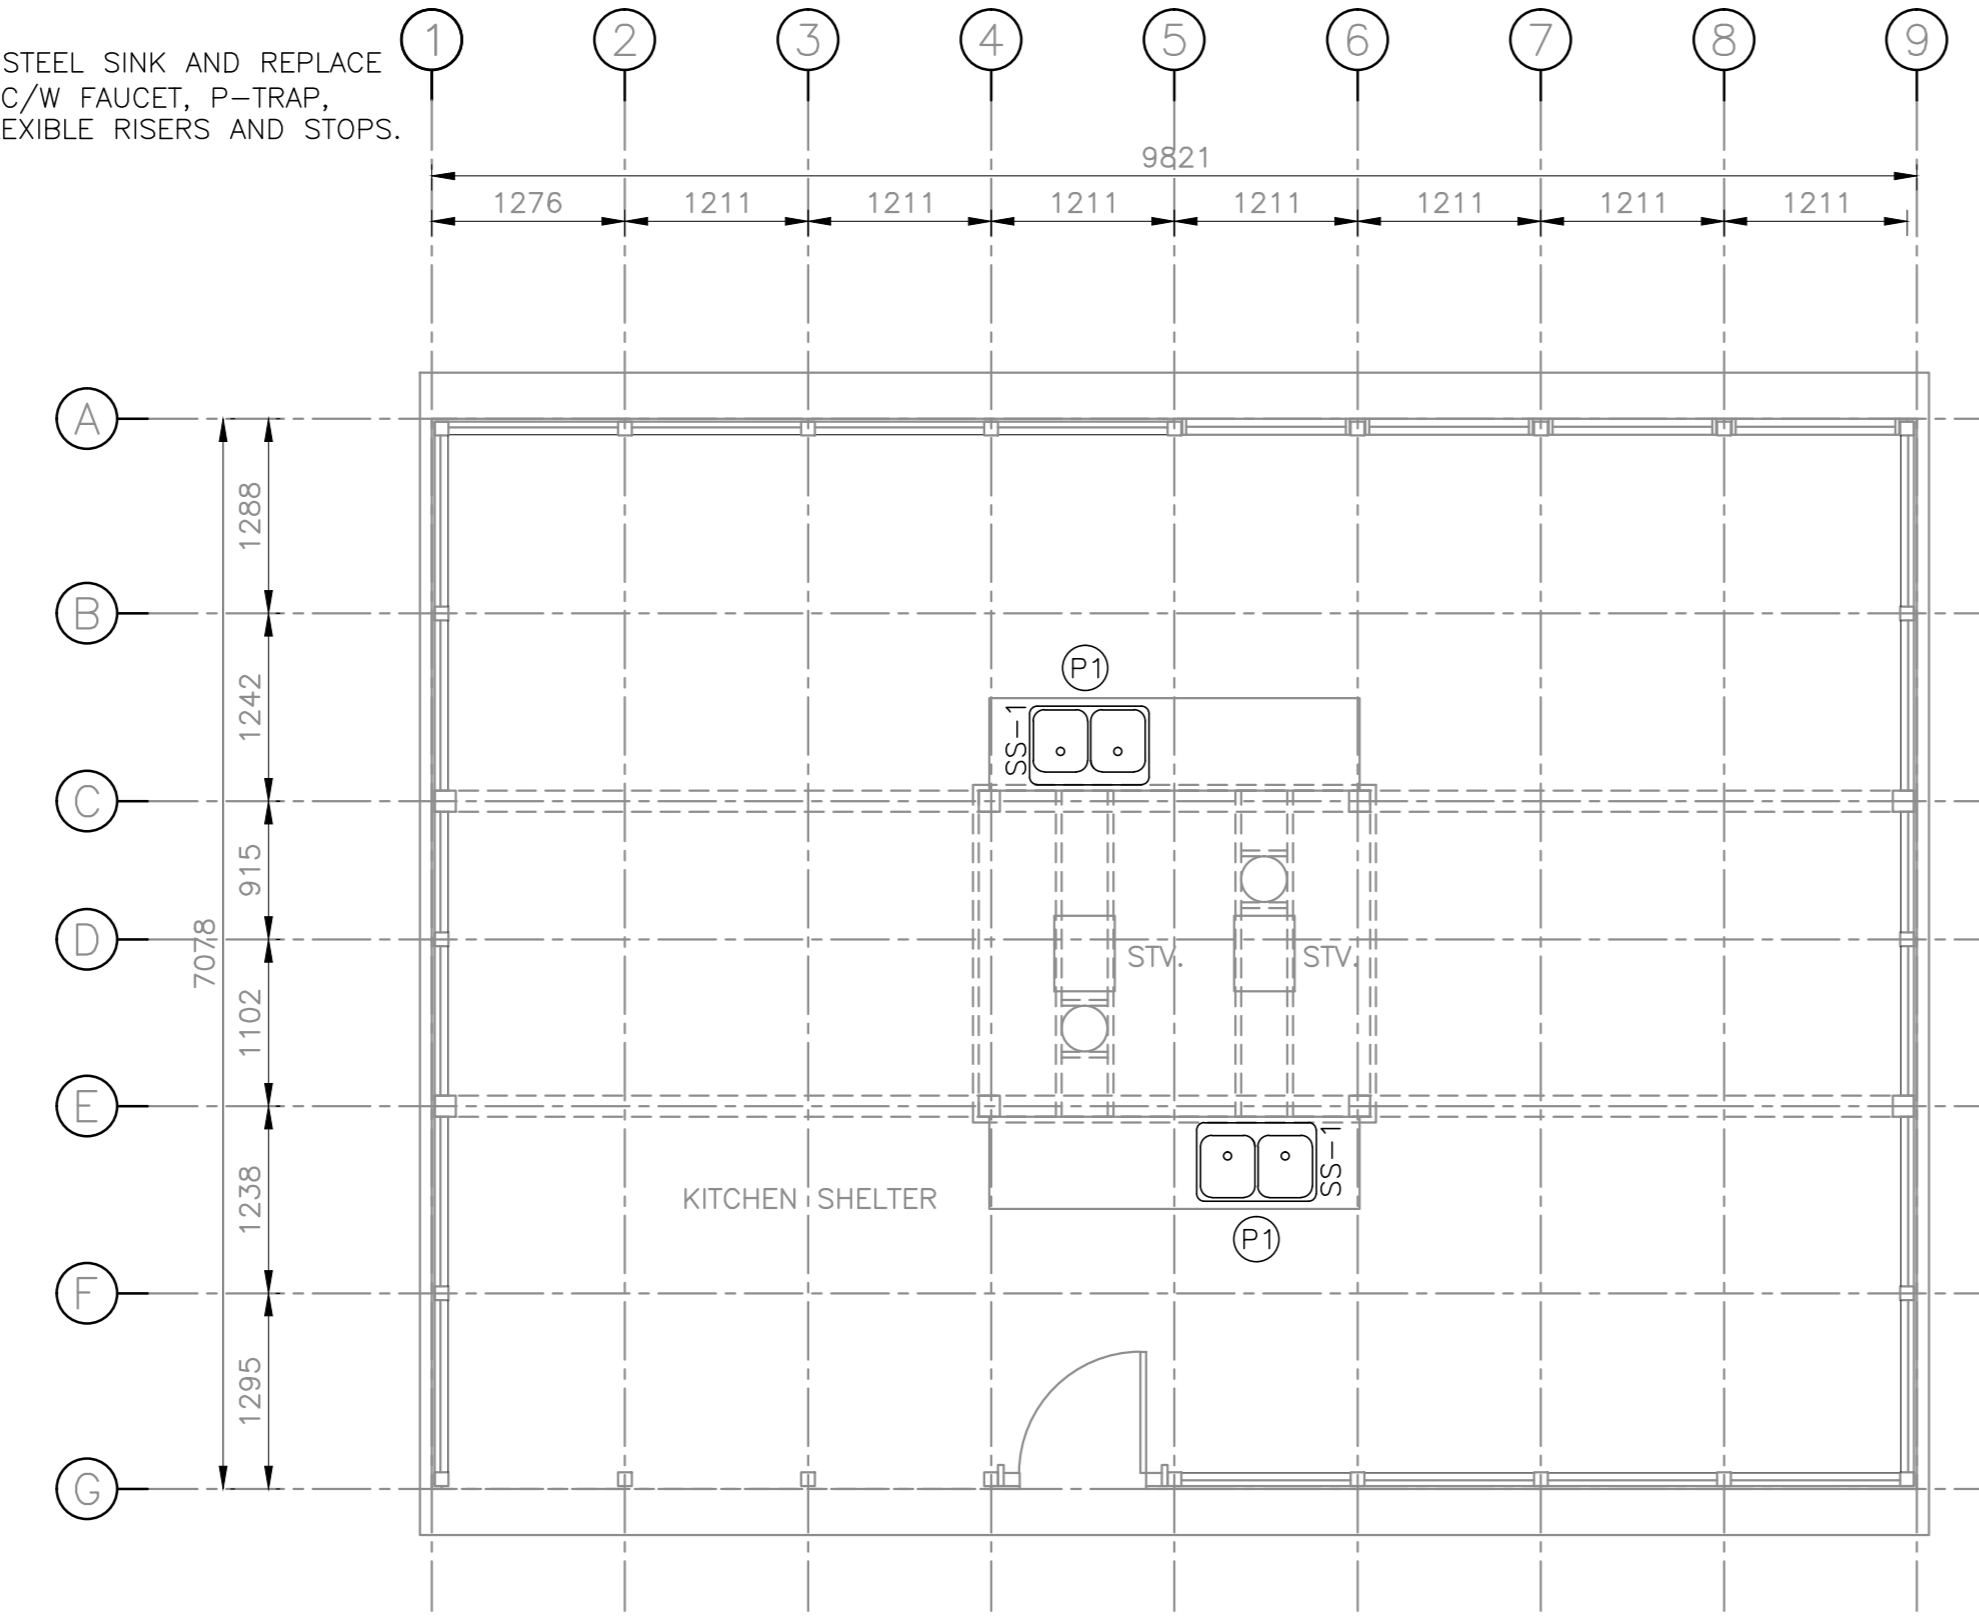 1 2 3 4 5 6 7 8 9
STEEL SINK AND REPLACE
C/W FAUCET, P-TRAP,
EXIBLE RISERS AND STOPS.
9821
1276 1211 1211 1211 1211 1211 1211 1211
A
1288
B
P1
1242
SS-1
C
915
D
7078
STV. STV.
1102
E
1238
SS-1
KITCHEN SHELTER
P1
F
1295
G